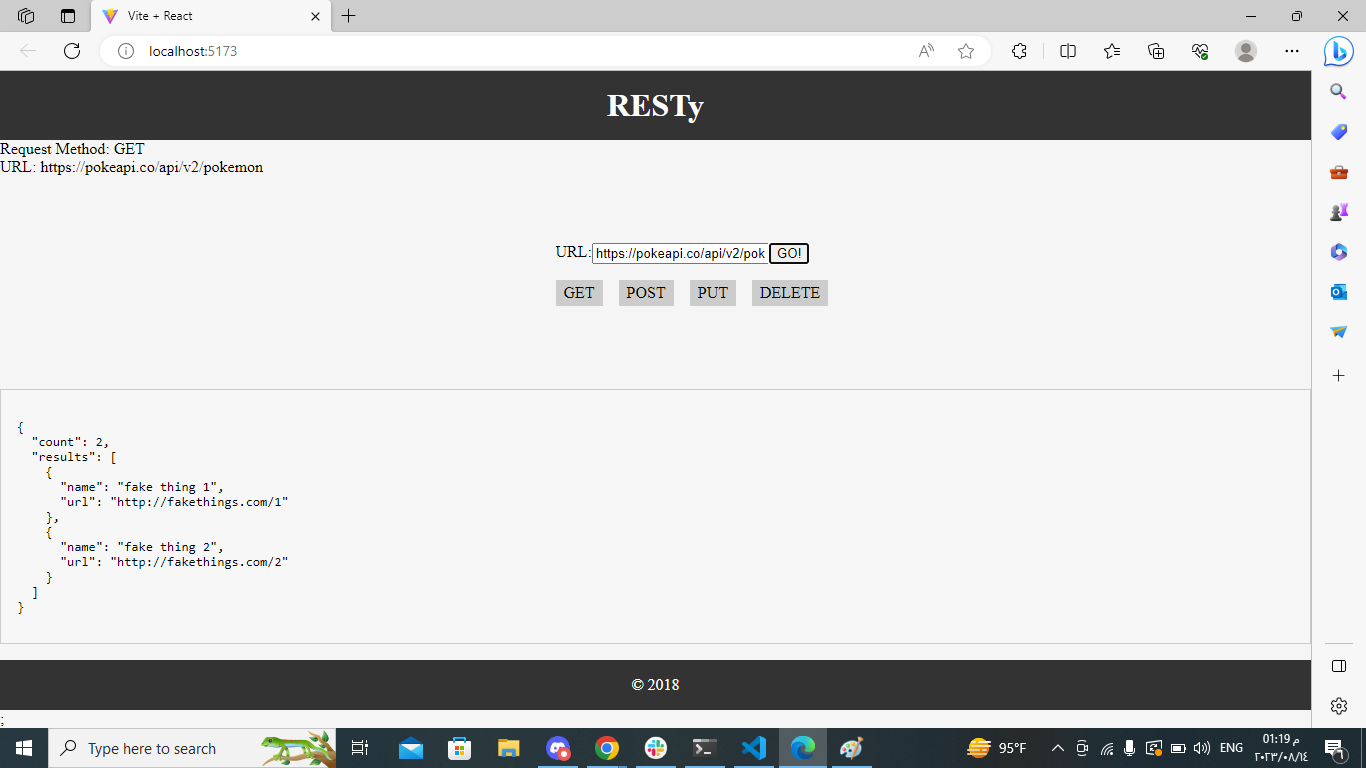 Vite + React
localhost:5173
RESTy
Request Method: GET
URL: https://pokeapi.co/api/v2/pokemon
URL: https://pokeapi.co/api/v2/pok GO!
GET POST PUT DELETE
{
"count": 2,
"results": [
{
"name": "fake thing 1",
"url": "http://fakethings.com/1"
},
{
"name": "fake thing 2",
"url": "http://fakethings.com/2"
}
]
}
© 2018
;
Type here to search
95°F
ENG
01:19 م
٢٠٢٣/٠٨/١٤